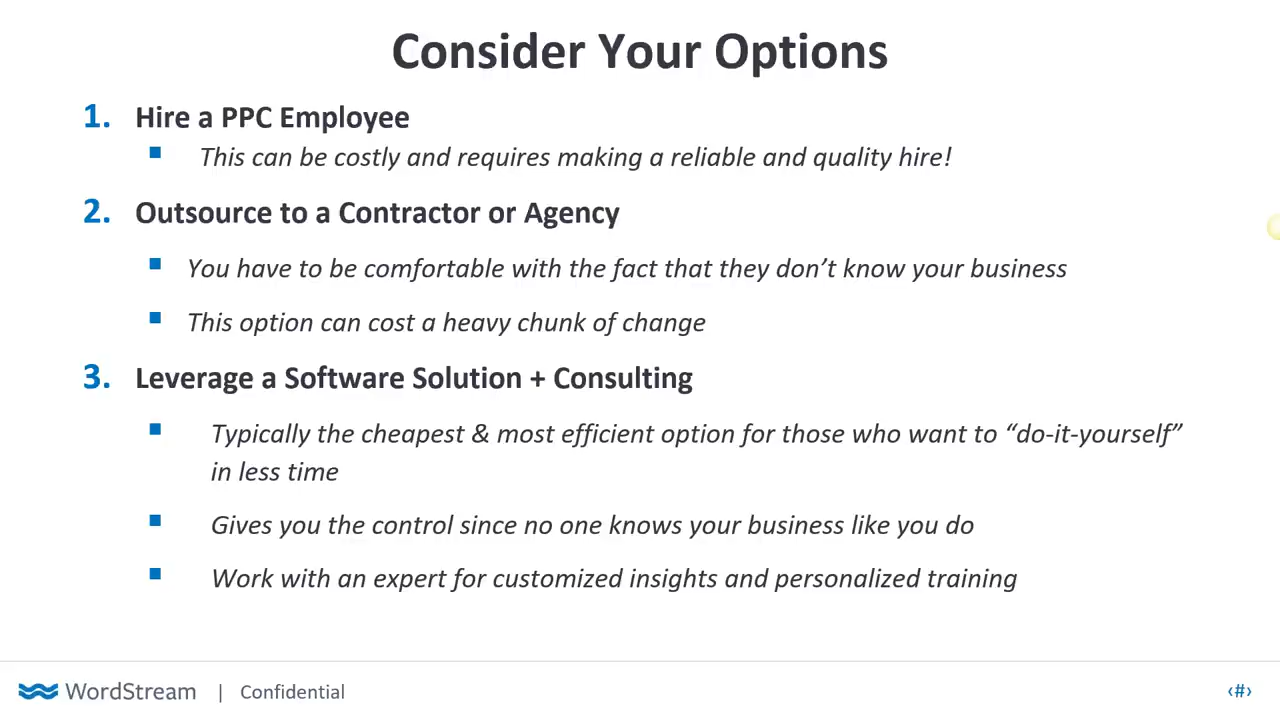 Consider Your Options
1. Hire a PPC Employee
▪ This can be costly and requires making a reliable and quality hire!
2. Outsource to a Contractor or Agency
▪ You have to be comfortable with the fact that they don’t know your business
▪ This option can cost a heavy chunk of change
3. Leverage a Software Solution + Consulting
▪ Typically the cheapest & most efficient option for those who want to “do-it-yourself”
in less time
▪ Gives you the control since no one knows your business like you do
▪ Work with an expert for customized insights and personalized training
WordStream | Confidential ‹#›